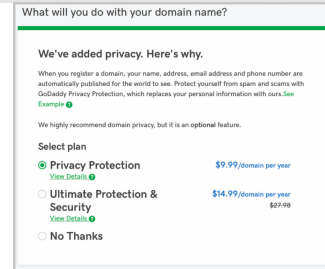 What will you do with your domain name?
We've added privacy. Here's why.
When you register a domain, your name, address, email address and phone number are
automatically published for the world to see. Protect yourself from spam and scams with
GoDaddy Privacy Protection, which replaces your personal information with ours.See
Example ?
We highly recommend domain privacy, but it is an optional feature.
Select plan
Privacy Protection $9.99/domain per year
View Details ?
Ultimate Protection & $14.99/domain per year
Security $27.98
View Details ?
No Thanks